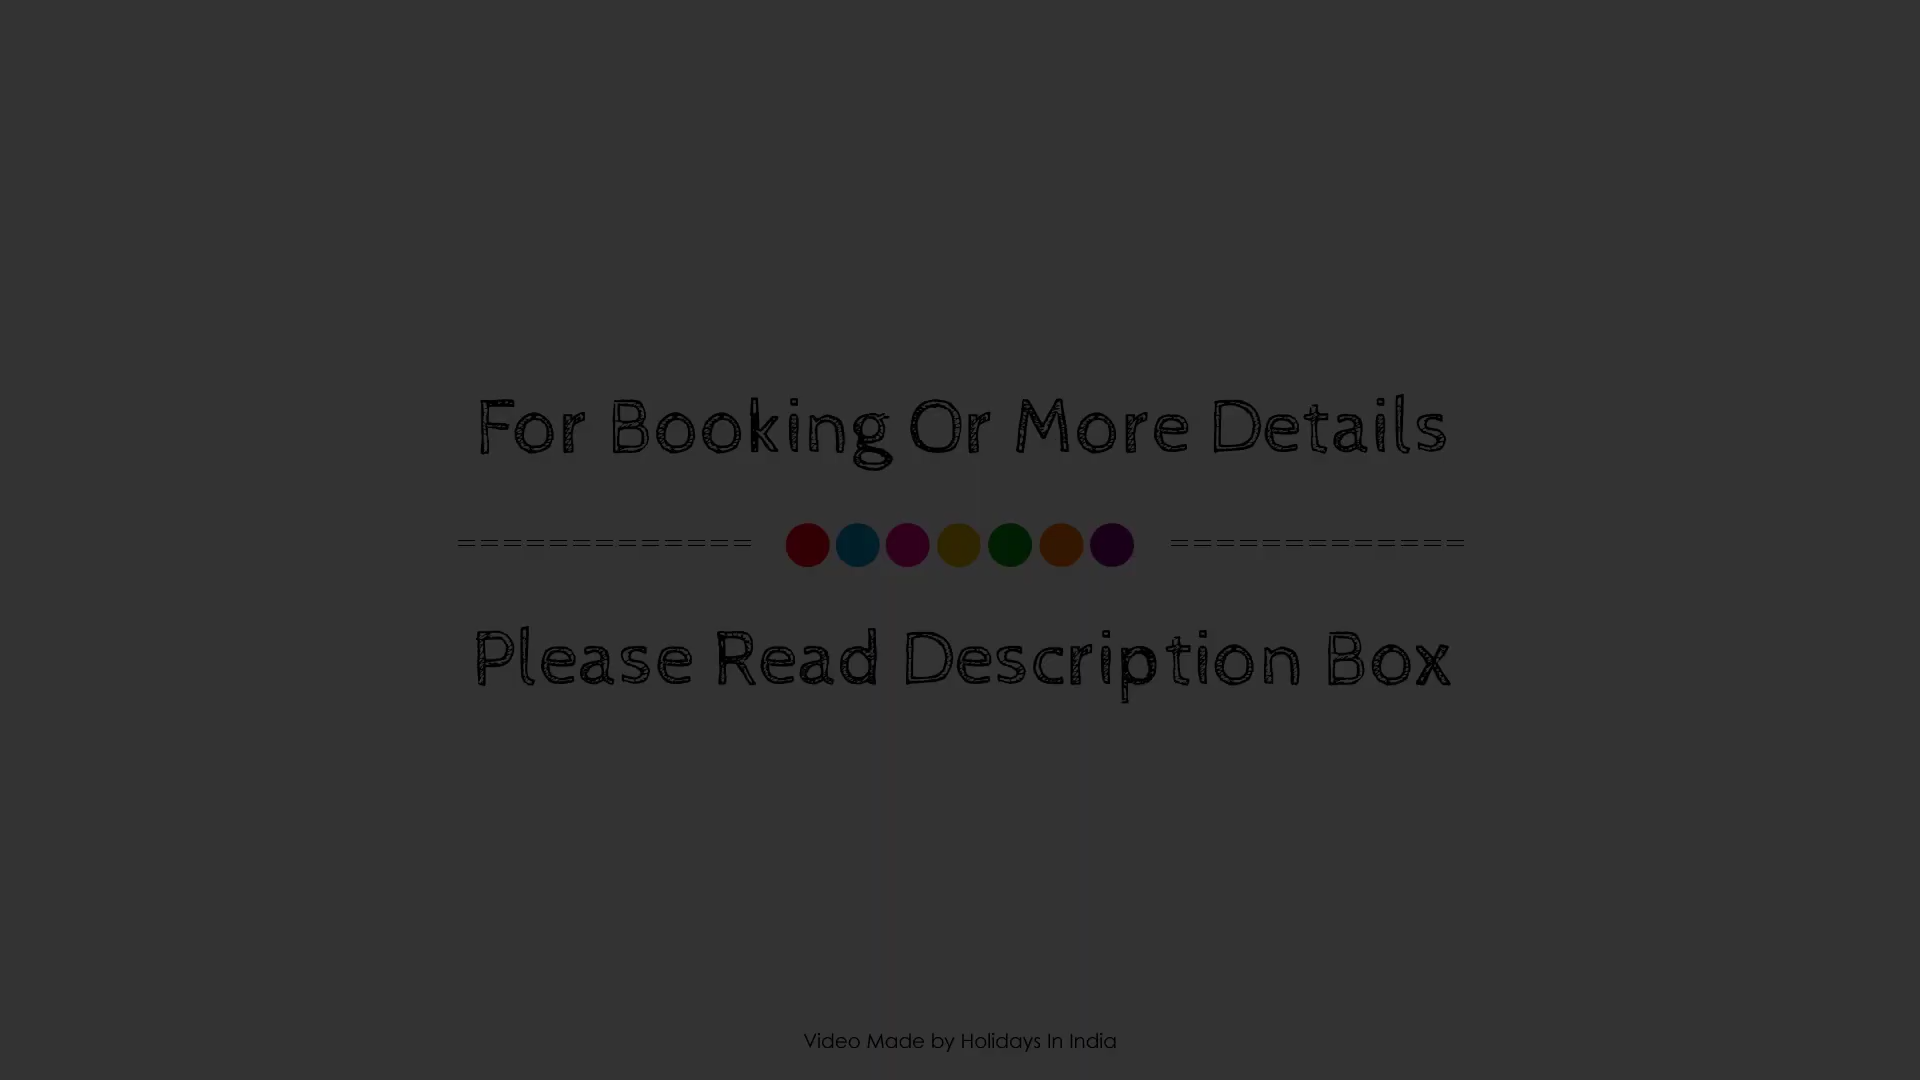 For Booking Or More Details
============= =============
Please Read Description Box
Video Made by Holidays In India